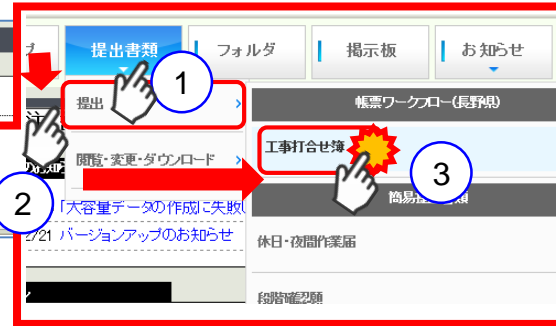 提出書類
フォルダ
掲示板
お知らせ
1
提出
帳票ワークフロー(長野県)
工事打合せ簿
閲覧・変更・ダウンロード
3
2
「大容量データの作成に失敗
2/21 バージョンアップのお知らせ
休日・夜間作業届
段階確認願